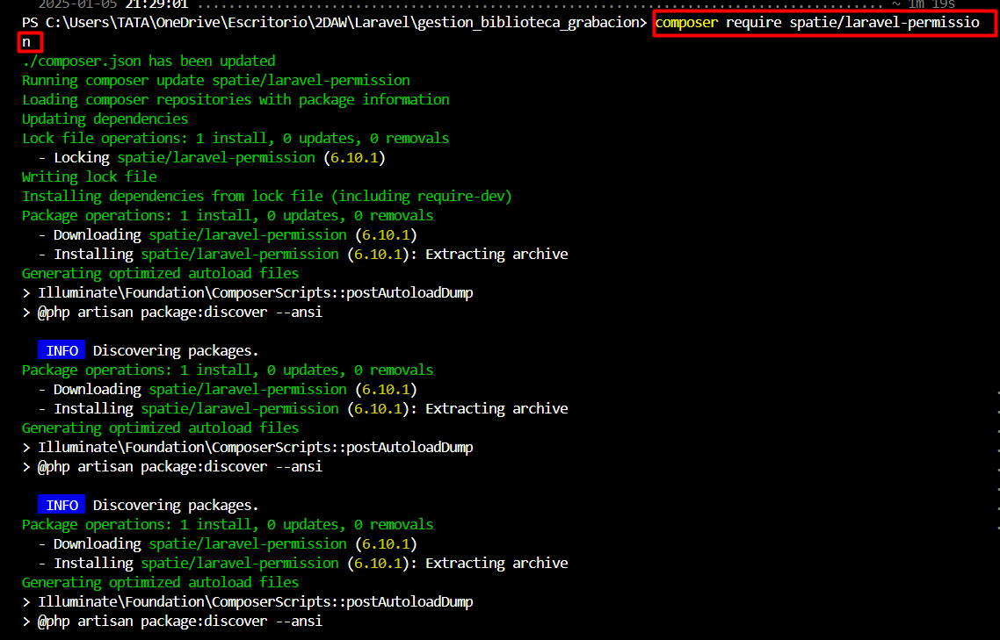 2025-01-05 21:29:01 ........................................................................................ ~ 1m 19s
PS C:\Users\TATA\OneDrive\Escritorio\2DAW\Laravel\gestion_biblioteca_grabacion> composer require spatie/laravel-permissio
n
./composer.json has been updated
Running composer update spatie/laravel-permission
Loading composer repositories with package information
Updating dependencies
Lock file operations: 1 install, 0 updates, 0 removals
  - Locking spatie/laravel-permission (6.10.1)
Writing lock file
Installing dependencies from lock file (including require-dev)
Package operations: 1 install, 0 updates, 0 removals
  - Downloading spatie/laravel-permission (6.10.1)
  - Installing spatie/laravel-permission (6.10.1): Extracting archive
Generating optimized autoload files
> Illuminate\Foundation\ComposerScripts::postAutoloadDump
> @php artisan package:discover --ansi
INFO Discovering packages.
Package operations: 1 install, 0 updates, 0 removals
  - Downloading spatie/laravel-permission (6.10.1)
  - Installing spatie/laravel-permission (6.10.1): Extracting archive
Generating optimized autoload files
> Illuminate\Foundation\ComposerScripts::postAutoloadDump
> @php artisan package:discover --ansi
INFO Discovering packages.
Package operations: 1 install, 0 updates, 0 removals
  - Downloading spatie/laravel-permission (6.10.1)
  - Installing spatie/laravel-permission (6.10.1): Extracting archive
Generating optimized autoload files
> Illuminate\Foundation\ComposerScripts::postAutoloadDump
> @php artisan package:discover --ansi